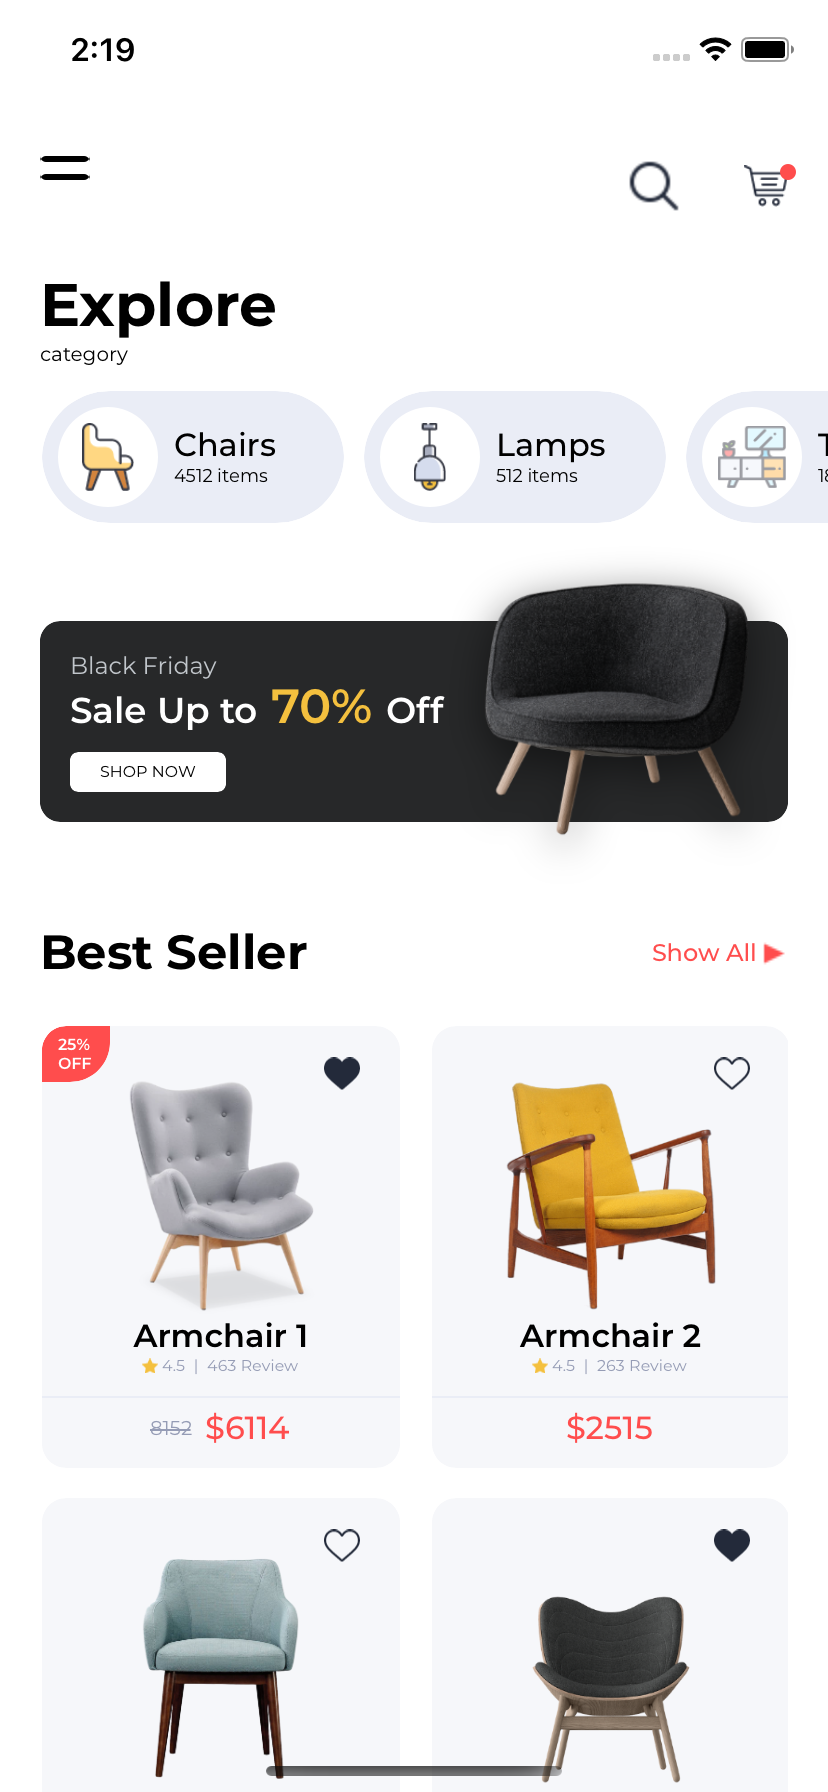 2:19
Explore
category
Chairs
4512 items
Lamps
512 items
Black Friday
Sale Up to 70% Off
SHOP NOW
Best Seller
Show All
25%
OFF
Armchair 1
4.5 | 463 Review
8152 $6114
Armchair 2
4.5 | 263 Review
$2515